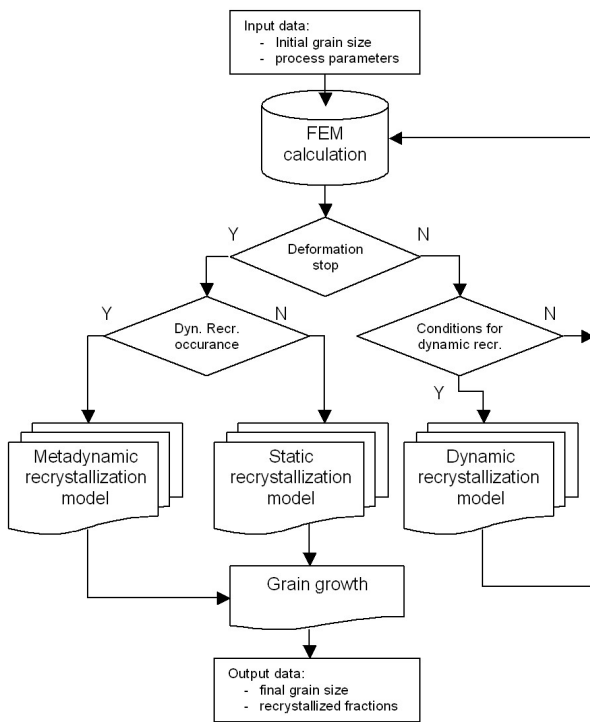 Input data:
- Initial grain size
- process parameters
FEM
calculation
Y
N
Deformation
stop
Y
N
Dyn. Recr.
occurance
Conditions for
dynamic recr.
N
Y
Metadynamic
recrystallization
model
Static
recrystallization
model
Dynamic
recrystallization
model
Grain growth
Output data:
- final grain size
- recrystallized fractions